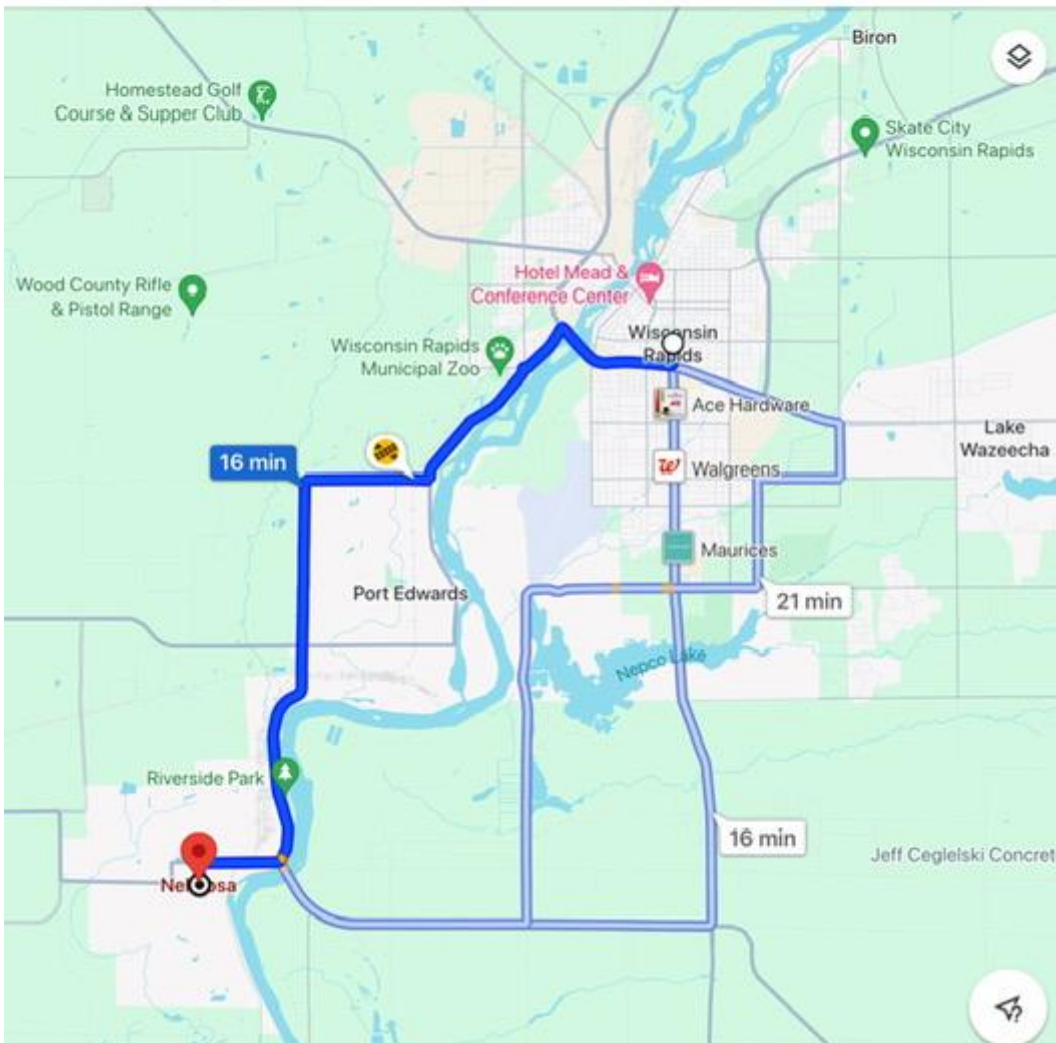 Biron
Homestead Golf
Course & Supper Club
Skate City
Wisconsin Rapids
Hotel Mead &
Conference Center
Wood County Rifle
& Pistol Range
Wisconsin
Rapids
Wisconsin Rapids
Municipal Zoo
Ace Hardware
Lake
Wazeecha
16 min
Walgreens
Maurices
Port Edwards
21 min
Nepco Lake
Riverside Park
16 min
Jeff Ceglelski Concret